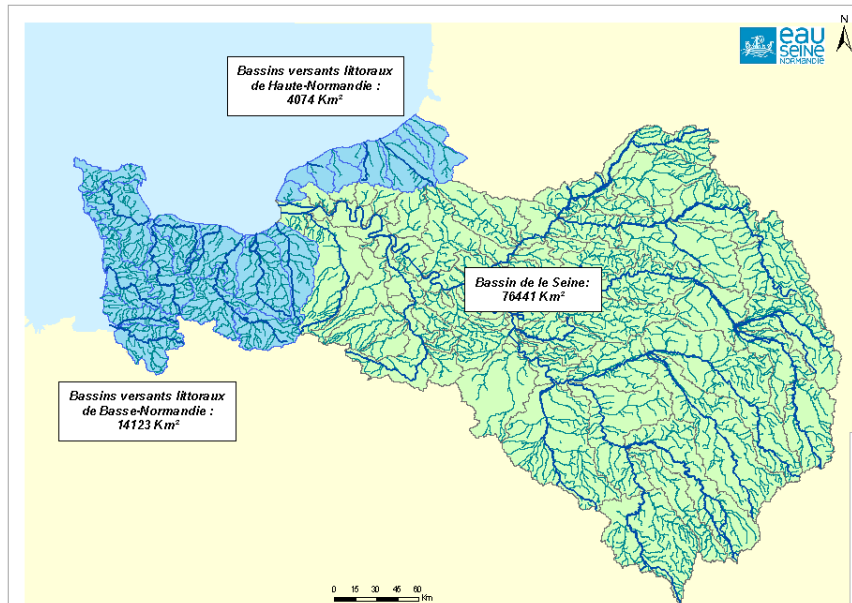 eau
SEINE
NORMANDIE
N
Bassins versants littoraux
de Haute-Normandie :
4074 Km²
Bassin de le Seine:
76441 Km²
Bassins versants littoraux
de Basse-Normandie :
14123 Km²
0 15 30 45 60
Km